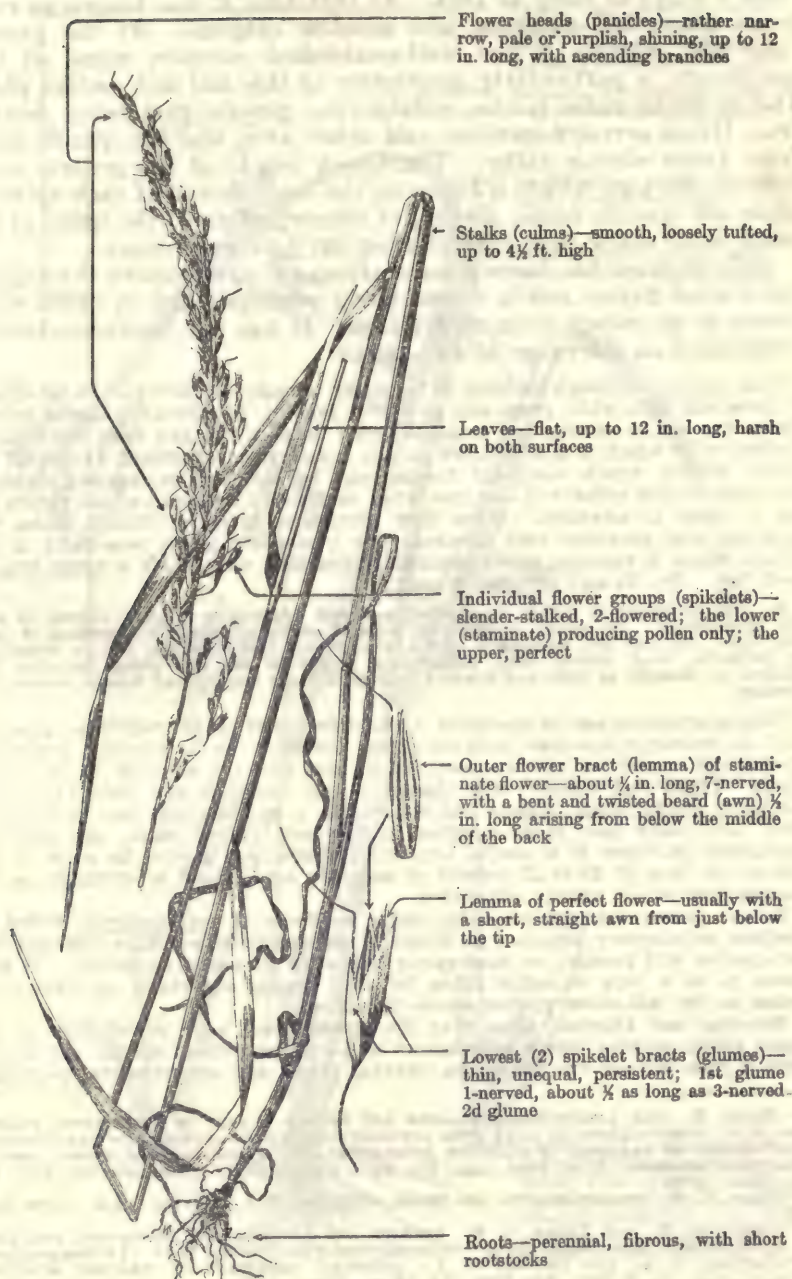 Flower heads (panicles)—rather nar-
row, pale or purplish, shining, up to 12
in. long, with ascending branches
Stalks (culms)—smooth, loosely tufted,
up to 4½ ft. high
Leaves—flat, up to 12 in. long, harsh
on both surfaces
Individual flower groups (spikelets)—
slender-stalked, 2-flowered; the lower
(staminate) producing pollen only; the
upper, perfect
Outer flower bract (lemma) of stami-
nate flower—about in. long, 7-nerved,
with a bent and twisted beard (awn)
in. long arising from below the middle
of the back
Lemma of perfect flower—usually with
a short, straight awn from just below
the tip
Lowest (2) spikelet bracts (glumes)—
thin, unequal, persistent; 1st glume
1-nerved, about as long as 3-nerved
2d glume
Roots—perennial, fibrous, with short
rootstocks